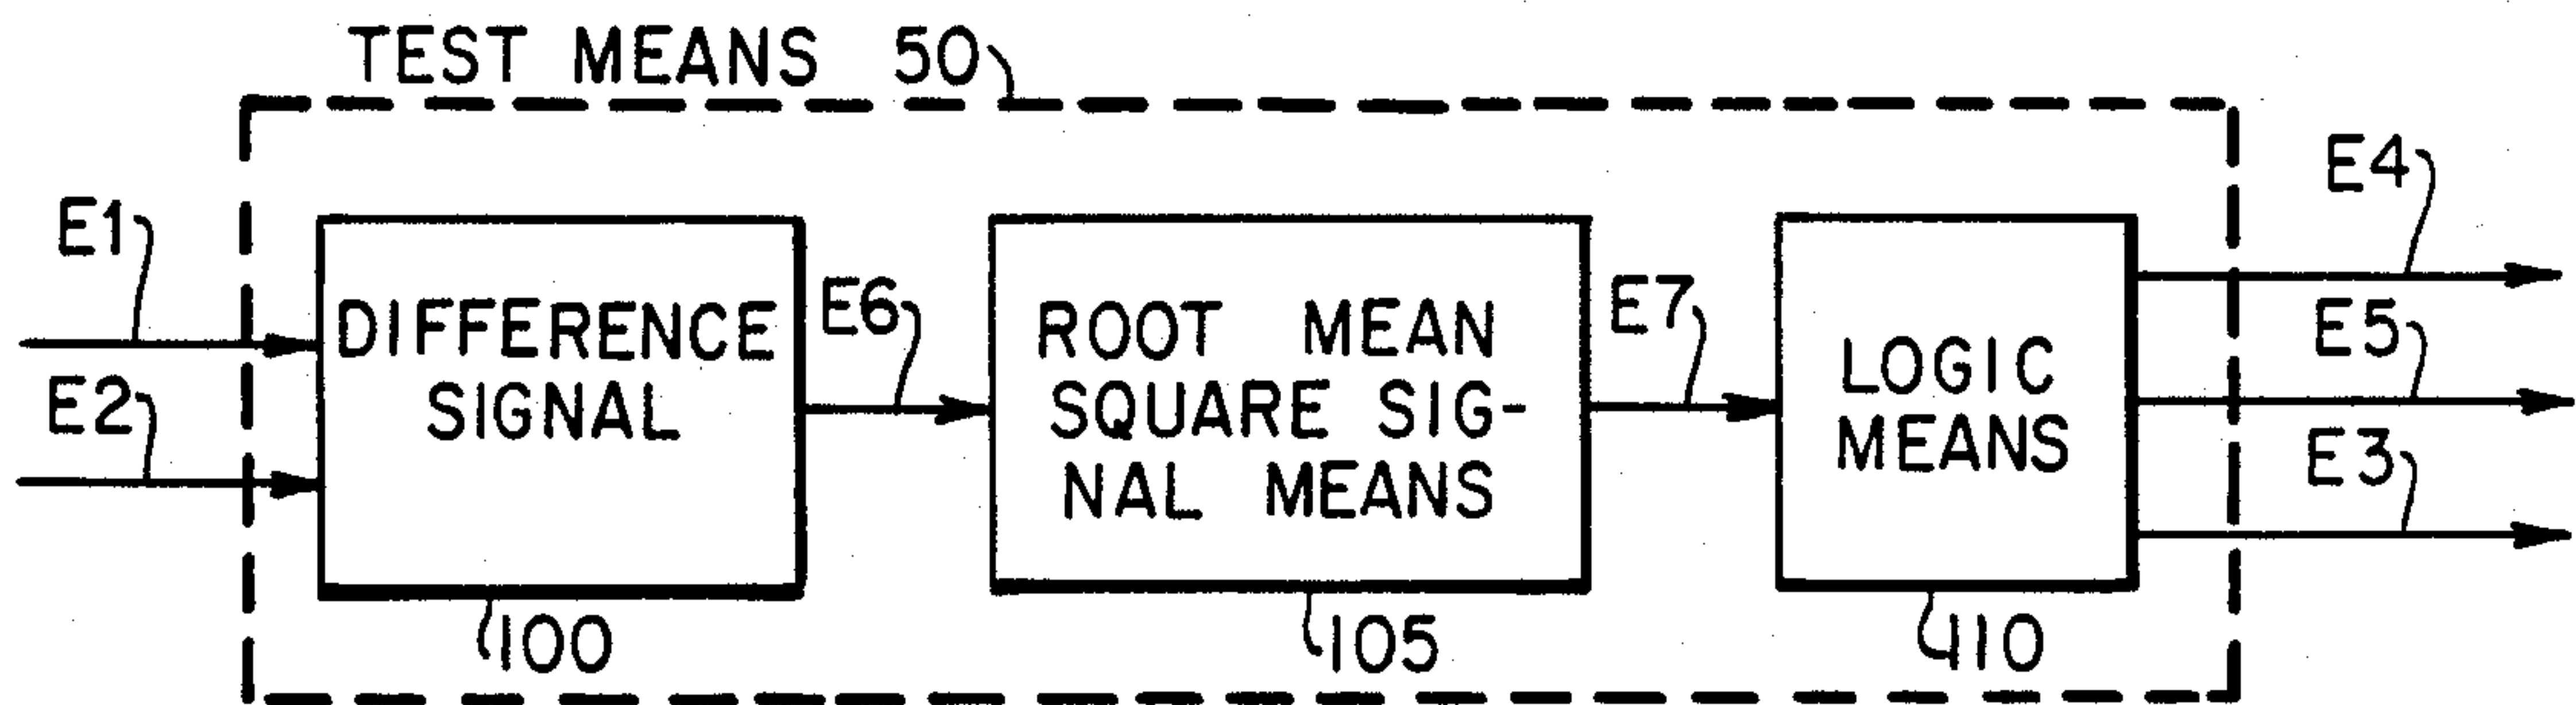 TEST MEANS 50
E1
E2
DIFFERENCE
SIGNAL
100
E6
ROOT MEAN
SQUARE SIG-
NAL MEANS
105
E7
LOGIC
MEANS
110
E4
E5
E3